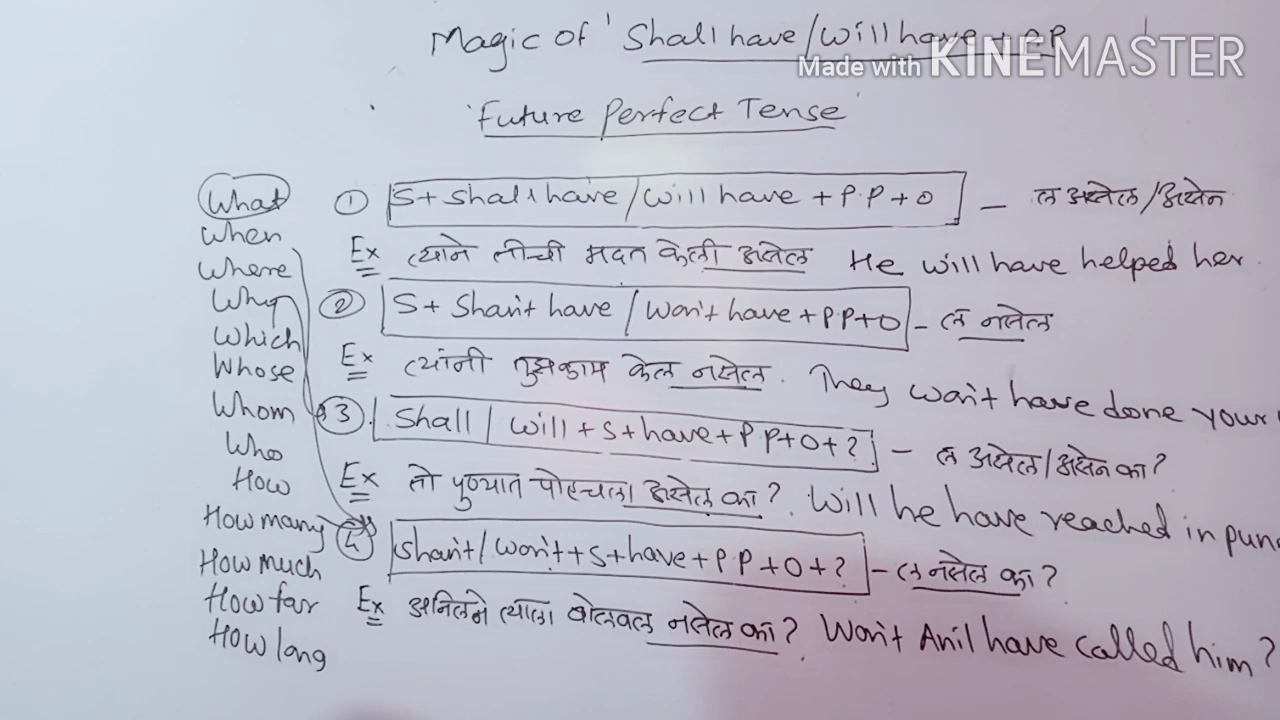 Magic of 'Shall have/Will have + P.P'
Made with KINEMASTER
'Future Perfect Tense'
What
When
Where
Why
Which
Whose
Whom
Who
How
How many
How much
How far
How long
① S+ Shall have/Will have + P.P + O — ल असेल/असेन
Ex त्याने तीची मदत केली असेल He will have helped her.
② S+ Shan't have / Won't have + P.P+O - ल नसेल
Ex त्यांनी तुझकाम केल नसेल. They won't have done your
③ Shall / Will + S + have + P.P + O + ? — ल असेल/असेन का?
Ex तो पुण्यात पोहचला असेल का? Will he have reached in pun
④ Shan't/Won't + S + have + P.P + O + ? - ल नसेल का?
Ex अनिलने त्याला बोलवल नसेल का? Won't Anil have called him?